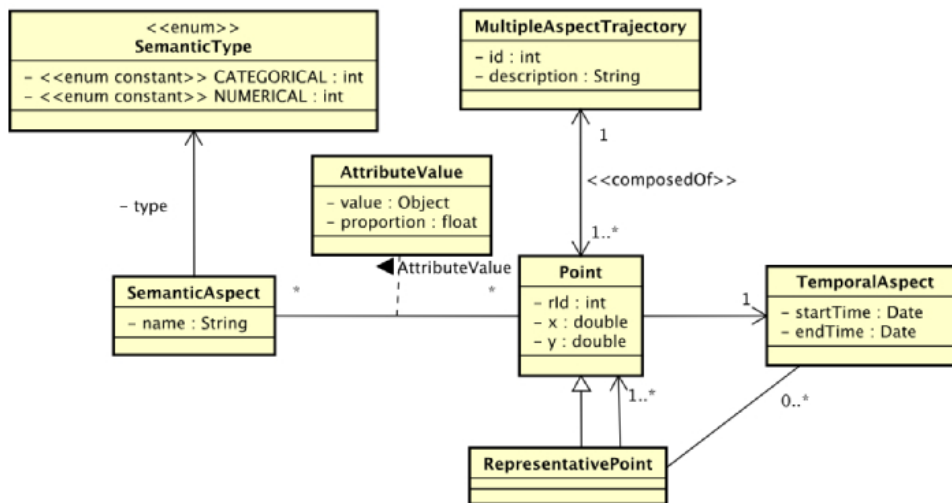 <<enum>>
SemanticType
- <<enum constant>> CATEGORICAL : int
- <<enum constant>> NUMERICAL : int
MultipleAspectTrajectory
- id : int
- description : String
1
<<composedOf>>
1..*
AttributeValue
- value : Object
- proportion : float
- type
AttributeValue
SemanticAspect
- name : String
*
*
Point
- rId : int
- x : double
- y : double
1
TemporalAspect
- startTime : Date
- endTime : Date
1..*
0..*
RepresentativePoint